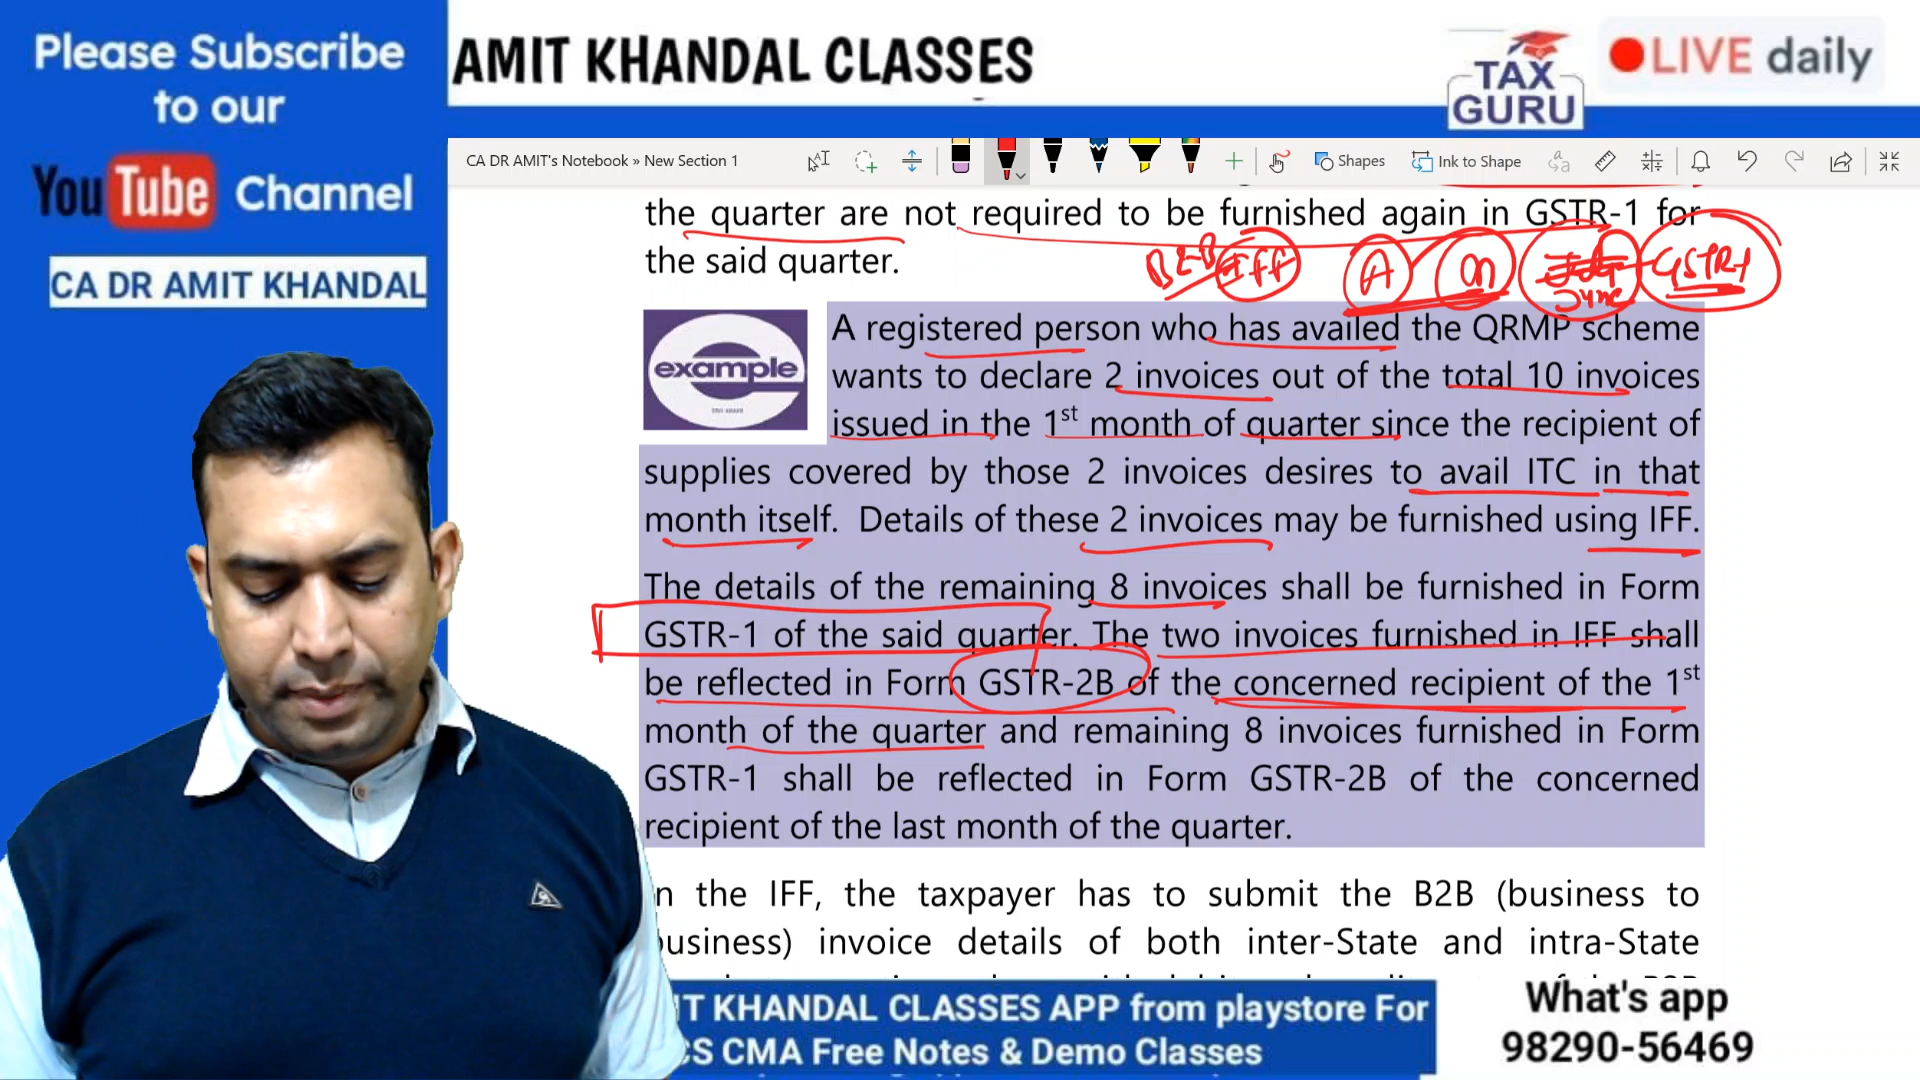 Please Subscribe
to our
You Tube Channel
CA DR AMIT KHANDAL
AMIT KHANDAL CLASSES
TAX
GURU
LIVE daily
CA DR AMIT's Notebook » New Section 1
Shapes
Ink to Shape
the quarter are not required to be furnished again in GSTR-1 for
the said quarter.
B2B IFF A M June GSTR-1
example
A registered person who has availed the QRMP scheme
wants to declare 2 invoices out of the total 10 invoices
issued in the 1st month of quarter since the recipient of
supplies covered by those 2 invoices desires to avail ITC in that
month itself. Details of these 2 invoices may be furnished using IFF.
The details of the remaining 8 invoices shall be furnished in Form
GSTR-1 of the said quarter. The two invoices furnished in IFF shall
be reflected in Form GSTR-2B of the concerned recipient of the 1st
month of the quarter and remaining 8 invoices furnished in Form
GSTR-1 shall be reflected in Form GSTR-2B of the concerned
recipient of the last month of the quarter.
n the IFF, the taxpayer has to submit the B2B (business to
business) invoice details of both inter-State and intra-State
IT KHANDAL CLASSES APP from playstore For
CS CMA Free Notes & Demo Classes
What's app
98290-56469